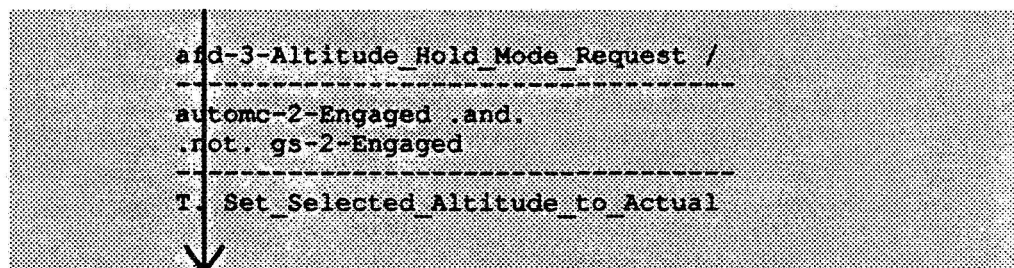 afd-3-Altitude_Hold_Mode_Request /
----------------------------------
automc-2-Engaged .and.
.not. gs-2-Engaged
----------------------------------
T. Set_Selected_Altitude_to_Actual